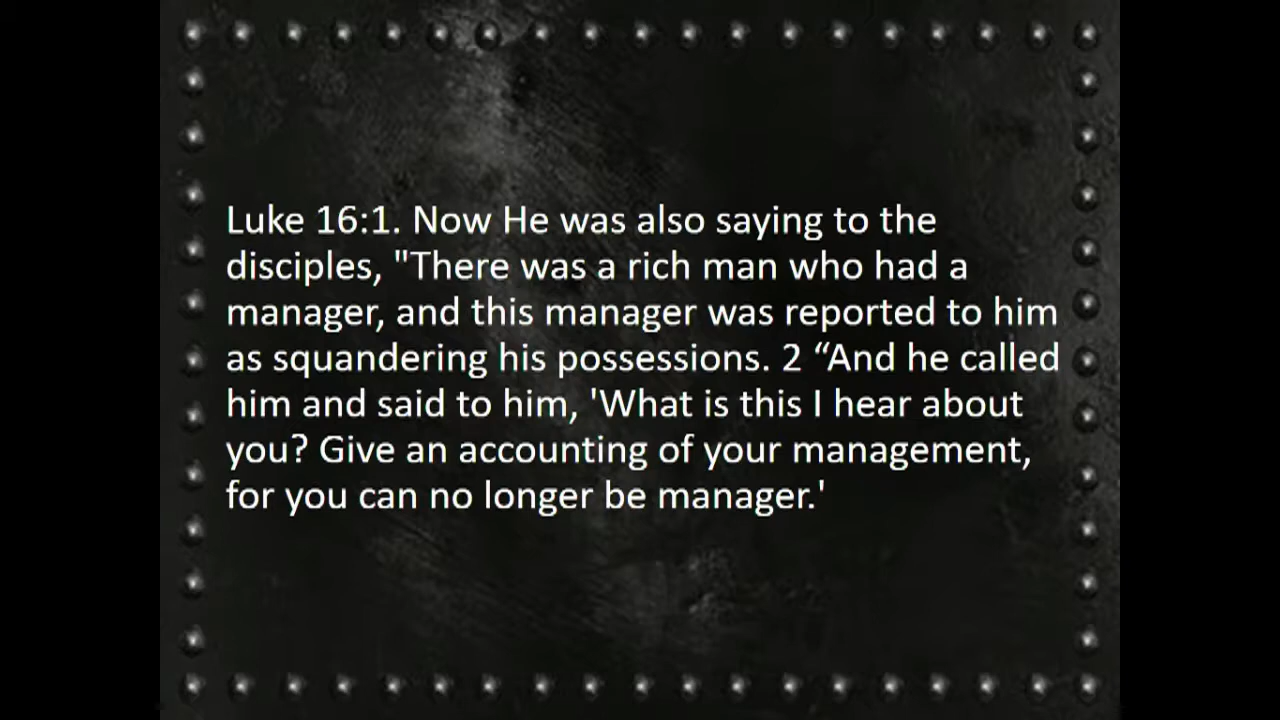 Luke 16:1. Now He was also saying to the
disciples, "There was a rich man who had a
manager, and this manager was reported to him
as squandering his possessions. 2 “And he called
him and said to him, 'What is this I hear about
you? Give an accounting of your management,
for you can no longer be manager.'